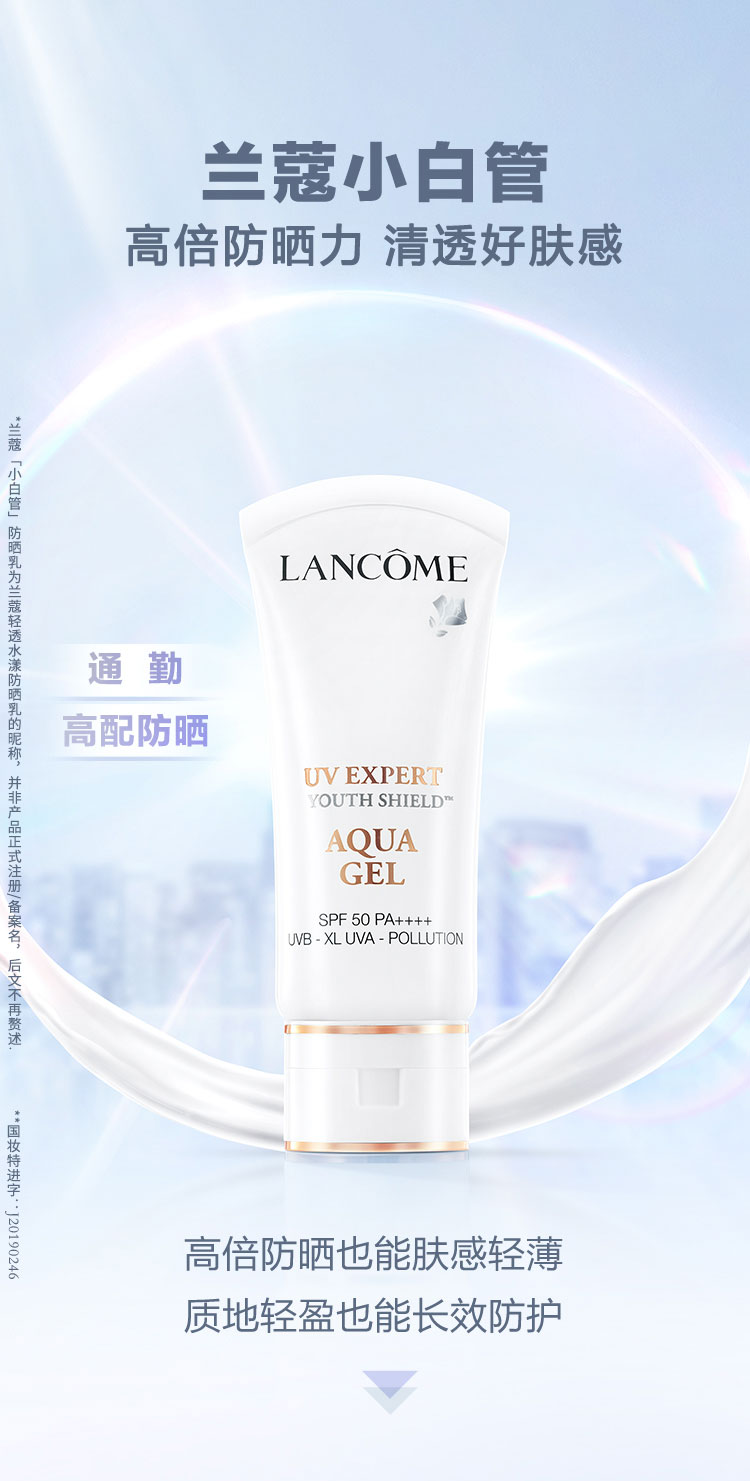 兰蔻小白管
高倍防晒力 清透好肤感
LANCÔME
通 勤
高配防晒
UV EXPERT
YOUTH SHIELD™
AQUA
GEL
SPF 50 PA++++
UVB - XL UVA - POLLUTION
高倍防晒也能肤感轻薄
质地轻盈也能长效防护
*兰蔻「小白管」防晒乳为兰蔻轻透水漾防晒乳的昵称，并非产品正式注册/备案名，后文不再赘述.
**国妆特进字：J20190246